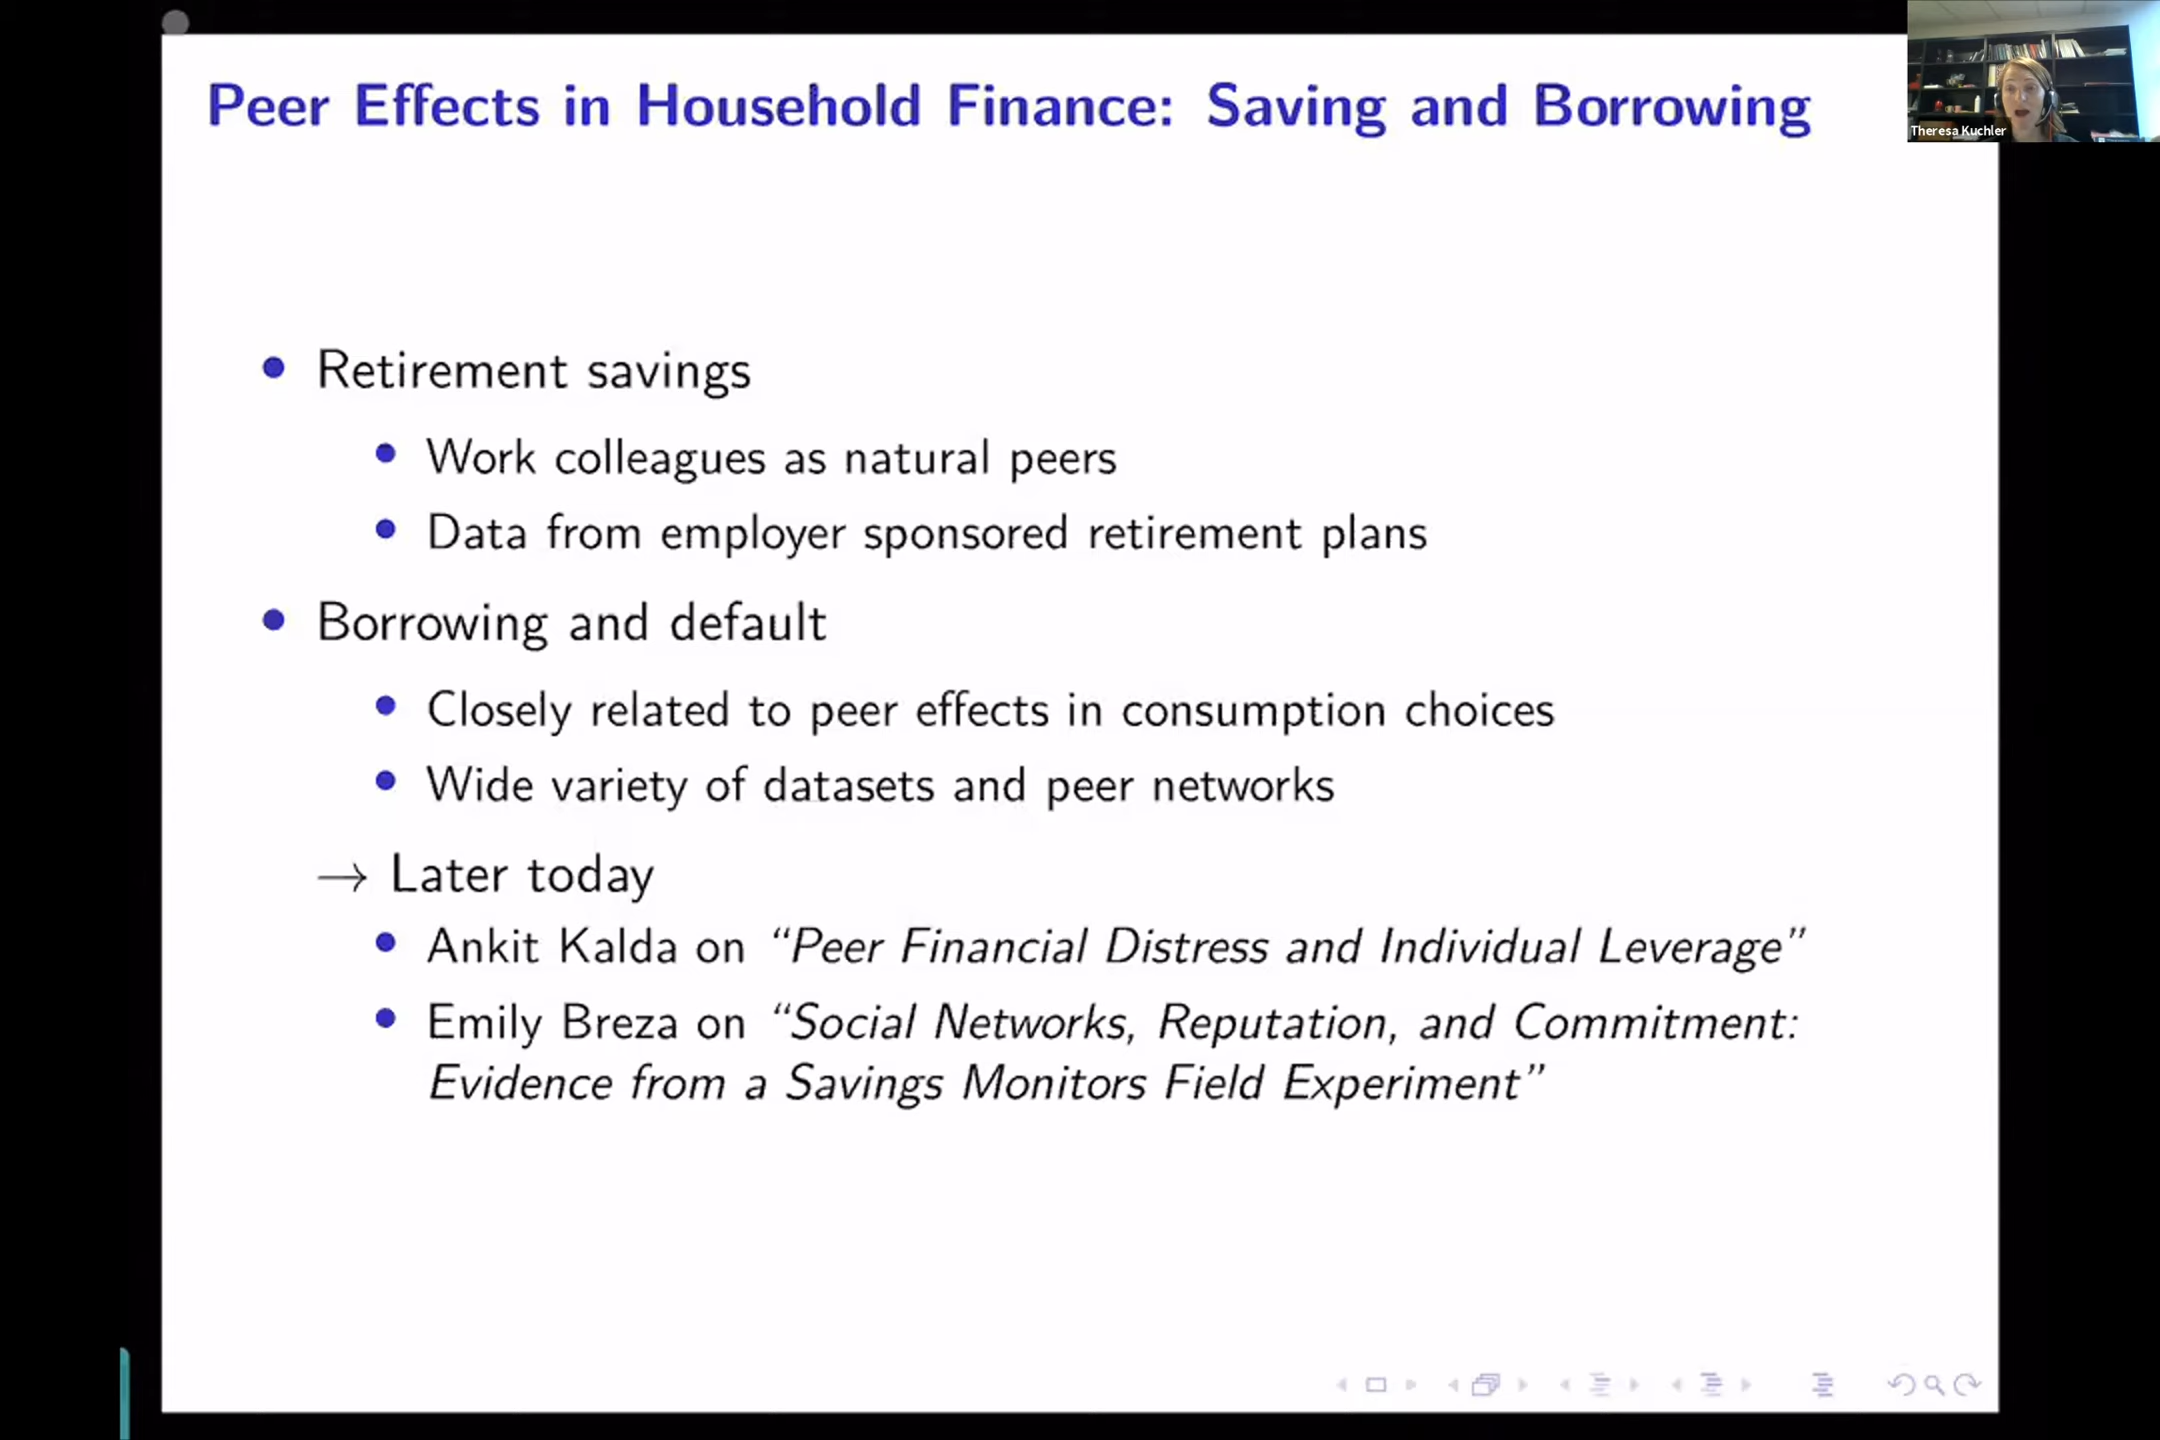 Peer Effects in Household Finance: Saving and Borrowing
Theresa Kuchler
• Retirement savings
• Work colleagues as natural peers
• Data from employer sponsored retirement plans
• Borrowing and default
• Closely related to peer effects in consumption choices
• Wide variety of datasets and peer networks
→ Later today
• Ankit Kalda on “Peer Financial Distress and Individual Leverage”
• Emily Breza on “Social Networks, Reputation, and Commitment:
Evidence from a Savings Monitors Field Experiment”